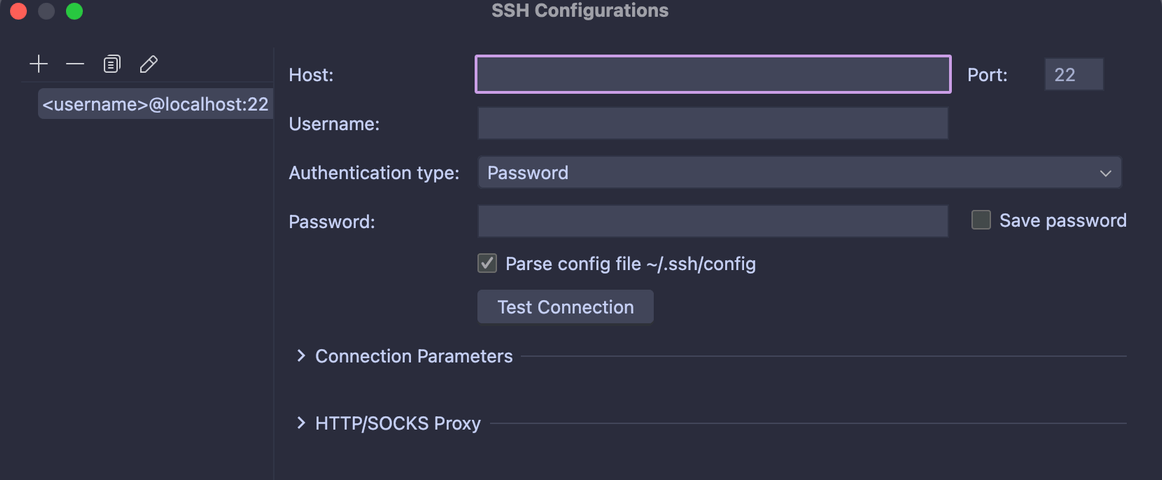 SSH Configurations
<username>@localhost:22
Host:
Port: 22
Username:
Authentication type: Password
Password:
Save password
Parse config file ~/.ssh/config
Test Connection
Connection Parameters
HTTP/SOCKS Proxy